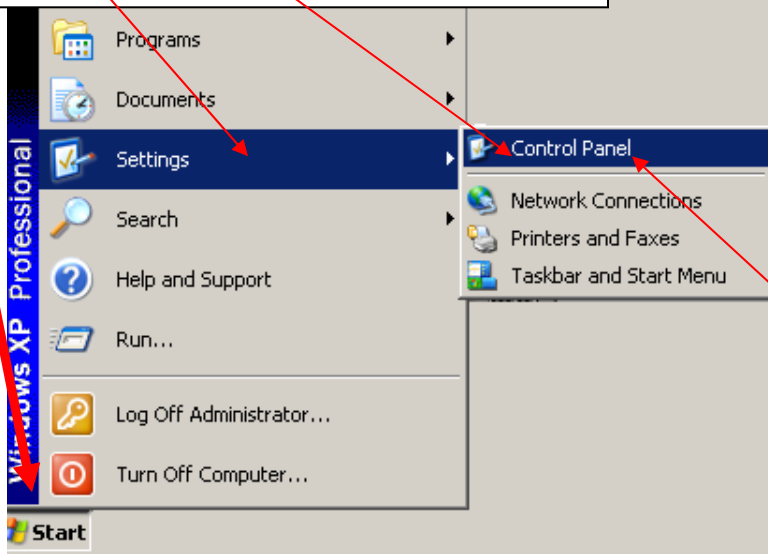 Programs
Documents
Settings
Search
Help and Support
Run...
Log Off Administrator...
Turn Off Computer...
Control Panel
Network Connections
Printers and Faxes
Taskbar and Start Menu
Windows XP Professional
Start